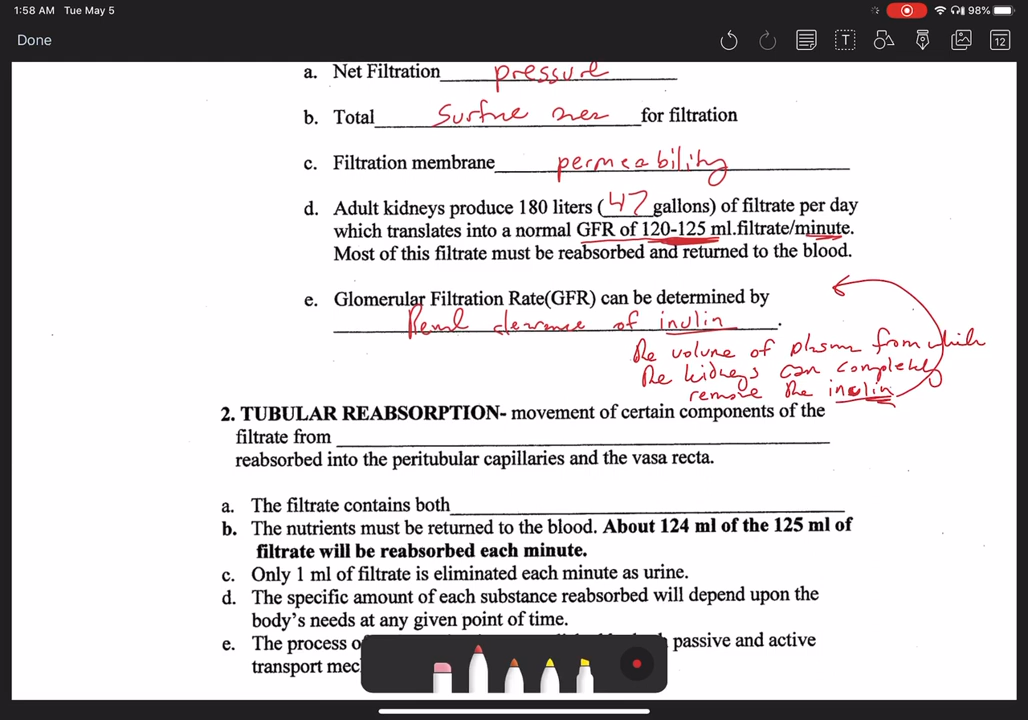 1:58 AM Tue May 5
98%
Done
12
a. Net Filtration pressure
b. Total Surface area for filtration
c. Filtration membrane permeability
d. Adult kidneys produce 180 liters (47 gallons) of filtrate per day
which translates into a normal GFR of 120-125 ml.filtrate/minute.
Most of this filtrate must be reabsorbed and returned to the blood.
e. Glomerular Filtration Rate(GFR) can be determined by
Renal clearance of inulin.
The volume of plasma from which
the kidneys can completely
remove the inulin
2. TUBULAR REABSORPTION- movement of certain components of the
filtrate from
reabsorbed into the peritubular capillaries and the vasa recta.
a. The filtrate contains both
b. The nutrients must be returned to the blood. About 124 ml of the 125 ml of
filtrate will be reabsorbed each minute.
c. Only 1 ml of filtrate is eliminated each minute as urine.
d. The specific amount of each substance reabsorbed will depend upon the
body's needs at any given point of time.
e. The process o passive and active
transport mec